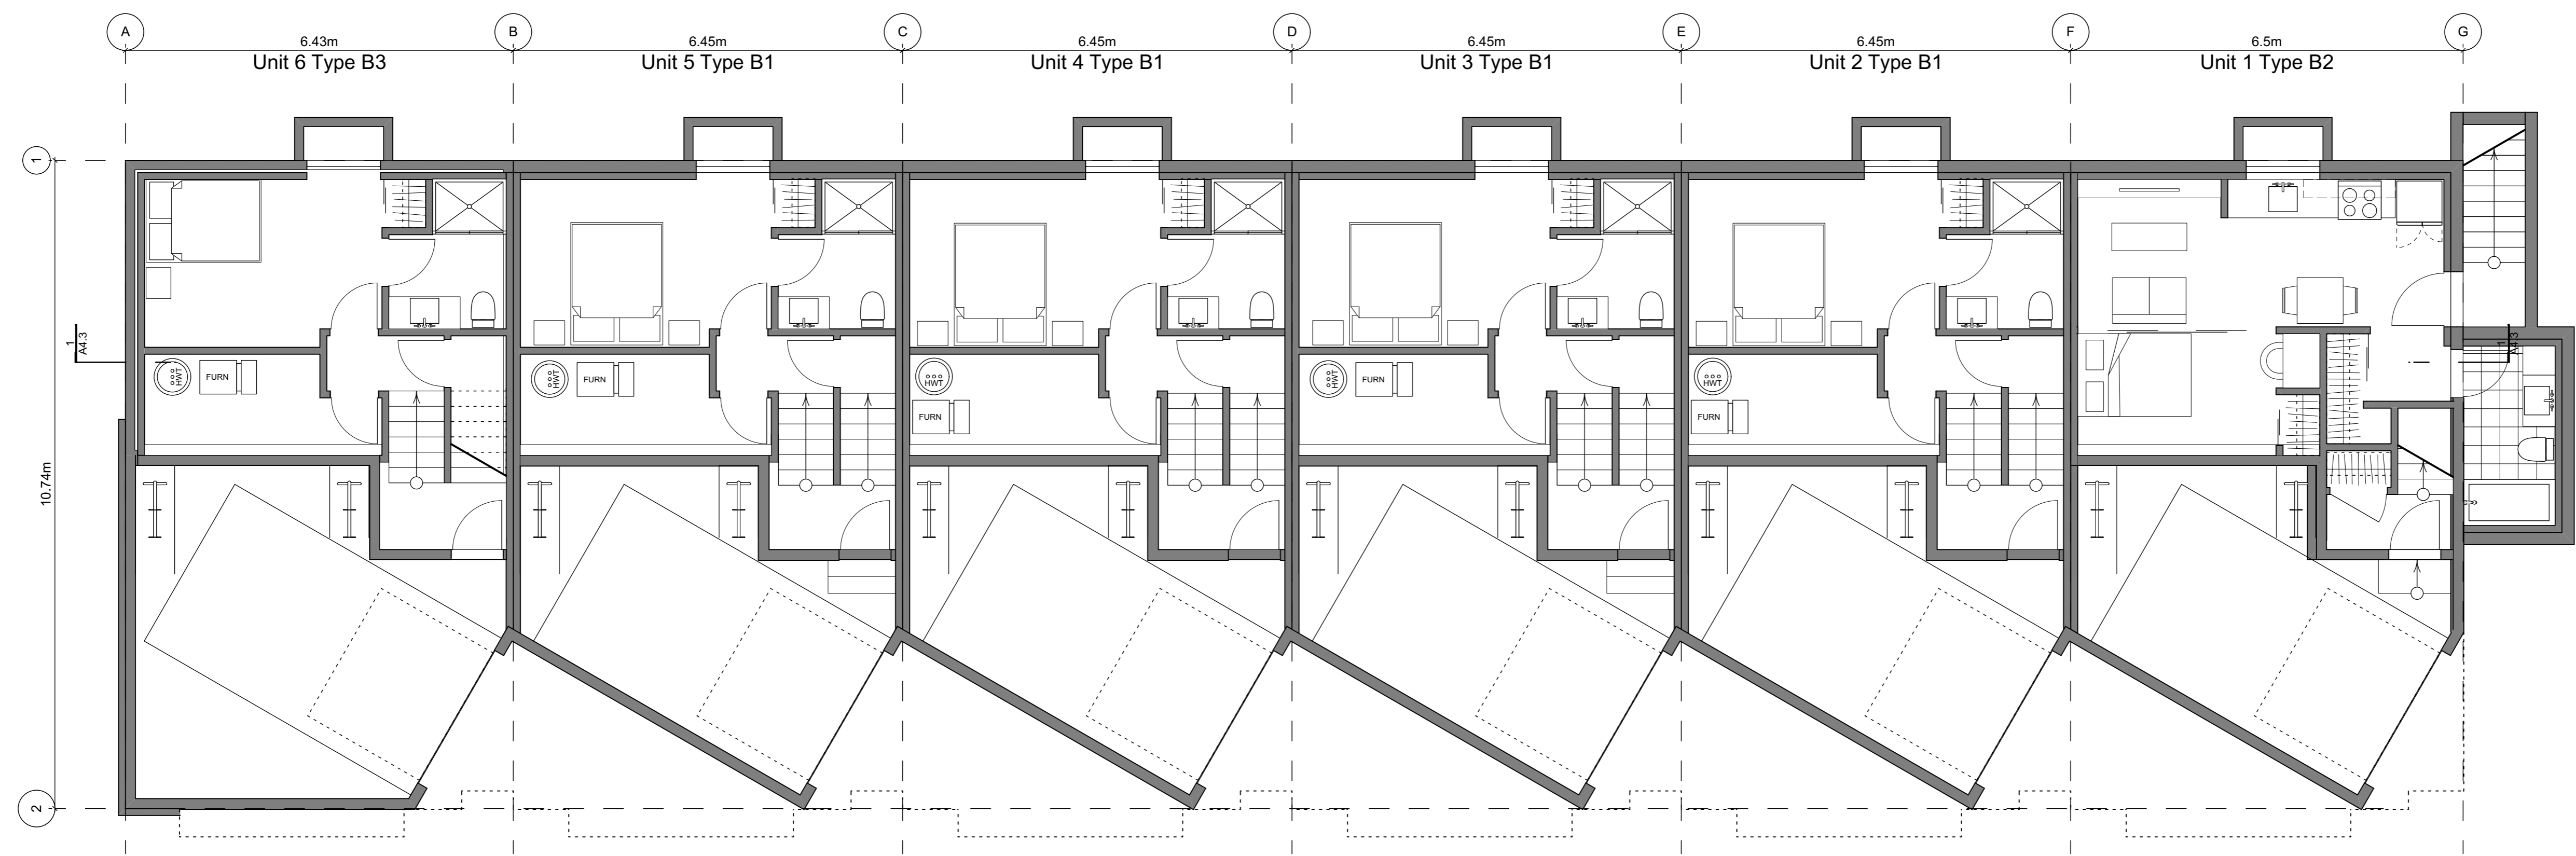 A B C D E F G
6.43m 6.45m 6.45m 6.45m 6.45m 6.5m
Unit 6 Type B3 Unit 5 Type B1 Unit 4 Type B1 Unit 3 Type B1 Unit 2 Type B1 Unit 1 Type B2
1
1
A4.3
1
A4.3
HWT FURN HWT FURN HWT HWT FURN HWT
FURN FURN
10.74m
2